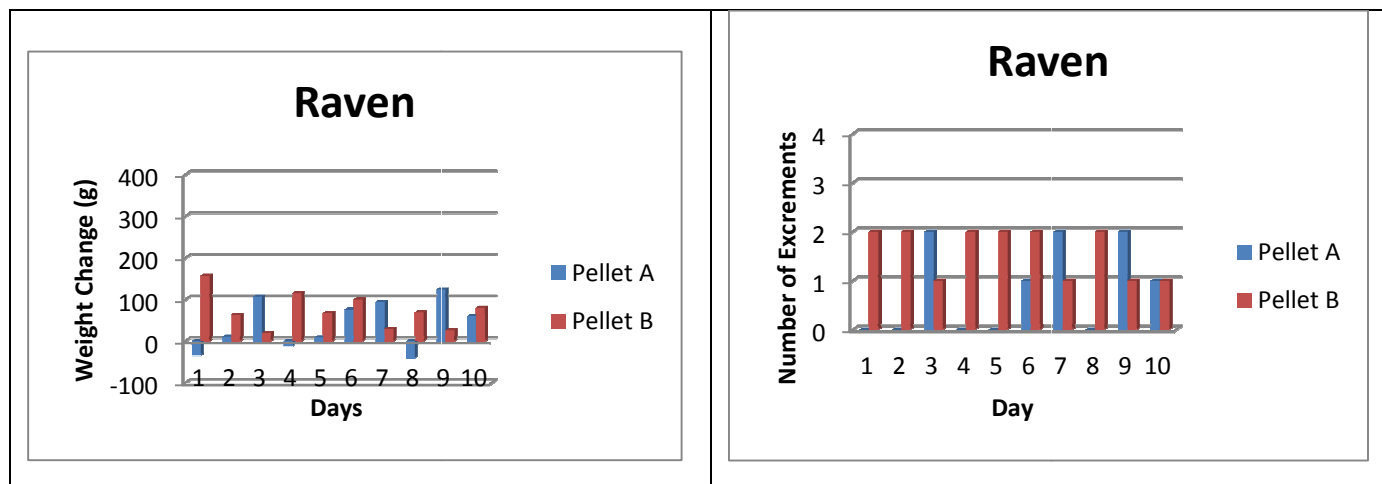 Raven
Weight Change (g)
400
300
200
100
0
-100
1 2 3 4 5 6 7 8 9 10
Days
Pellet A
Pellet B
Raven
Number of Excrements
4
3
2
1
0
1 2 3 4 5 6 7 8 9 10
Day
Pellet A
Pellet B